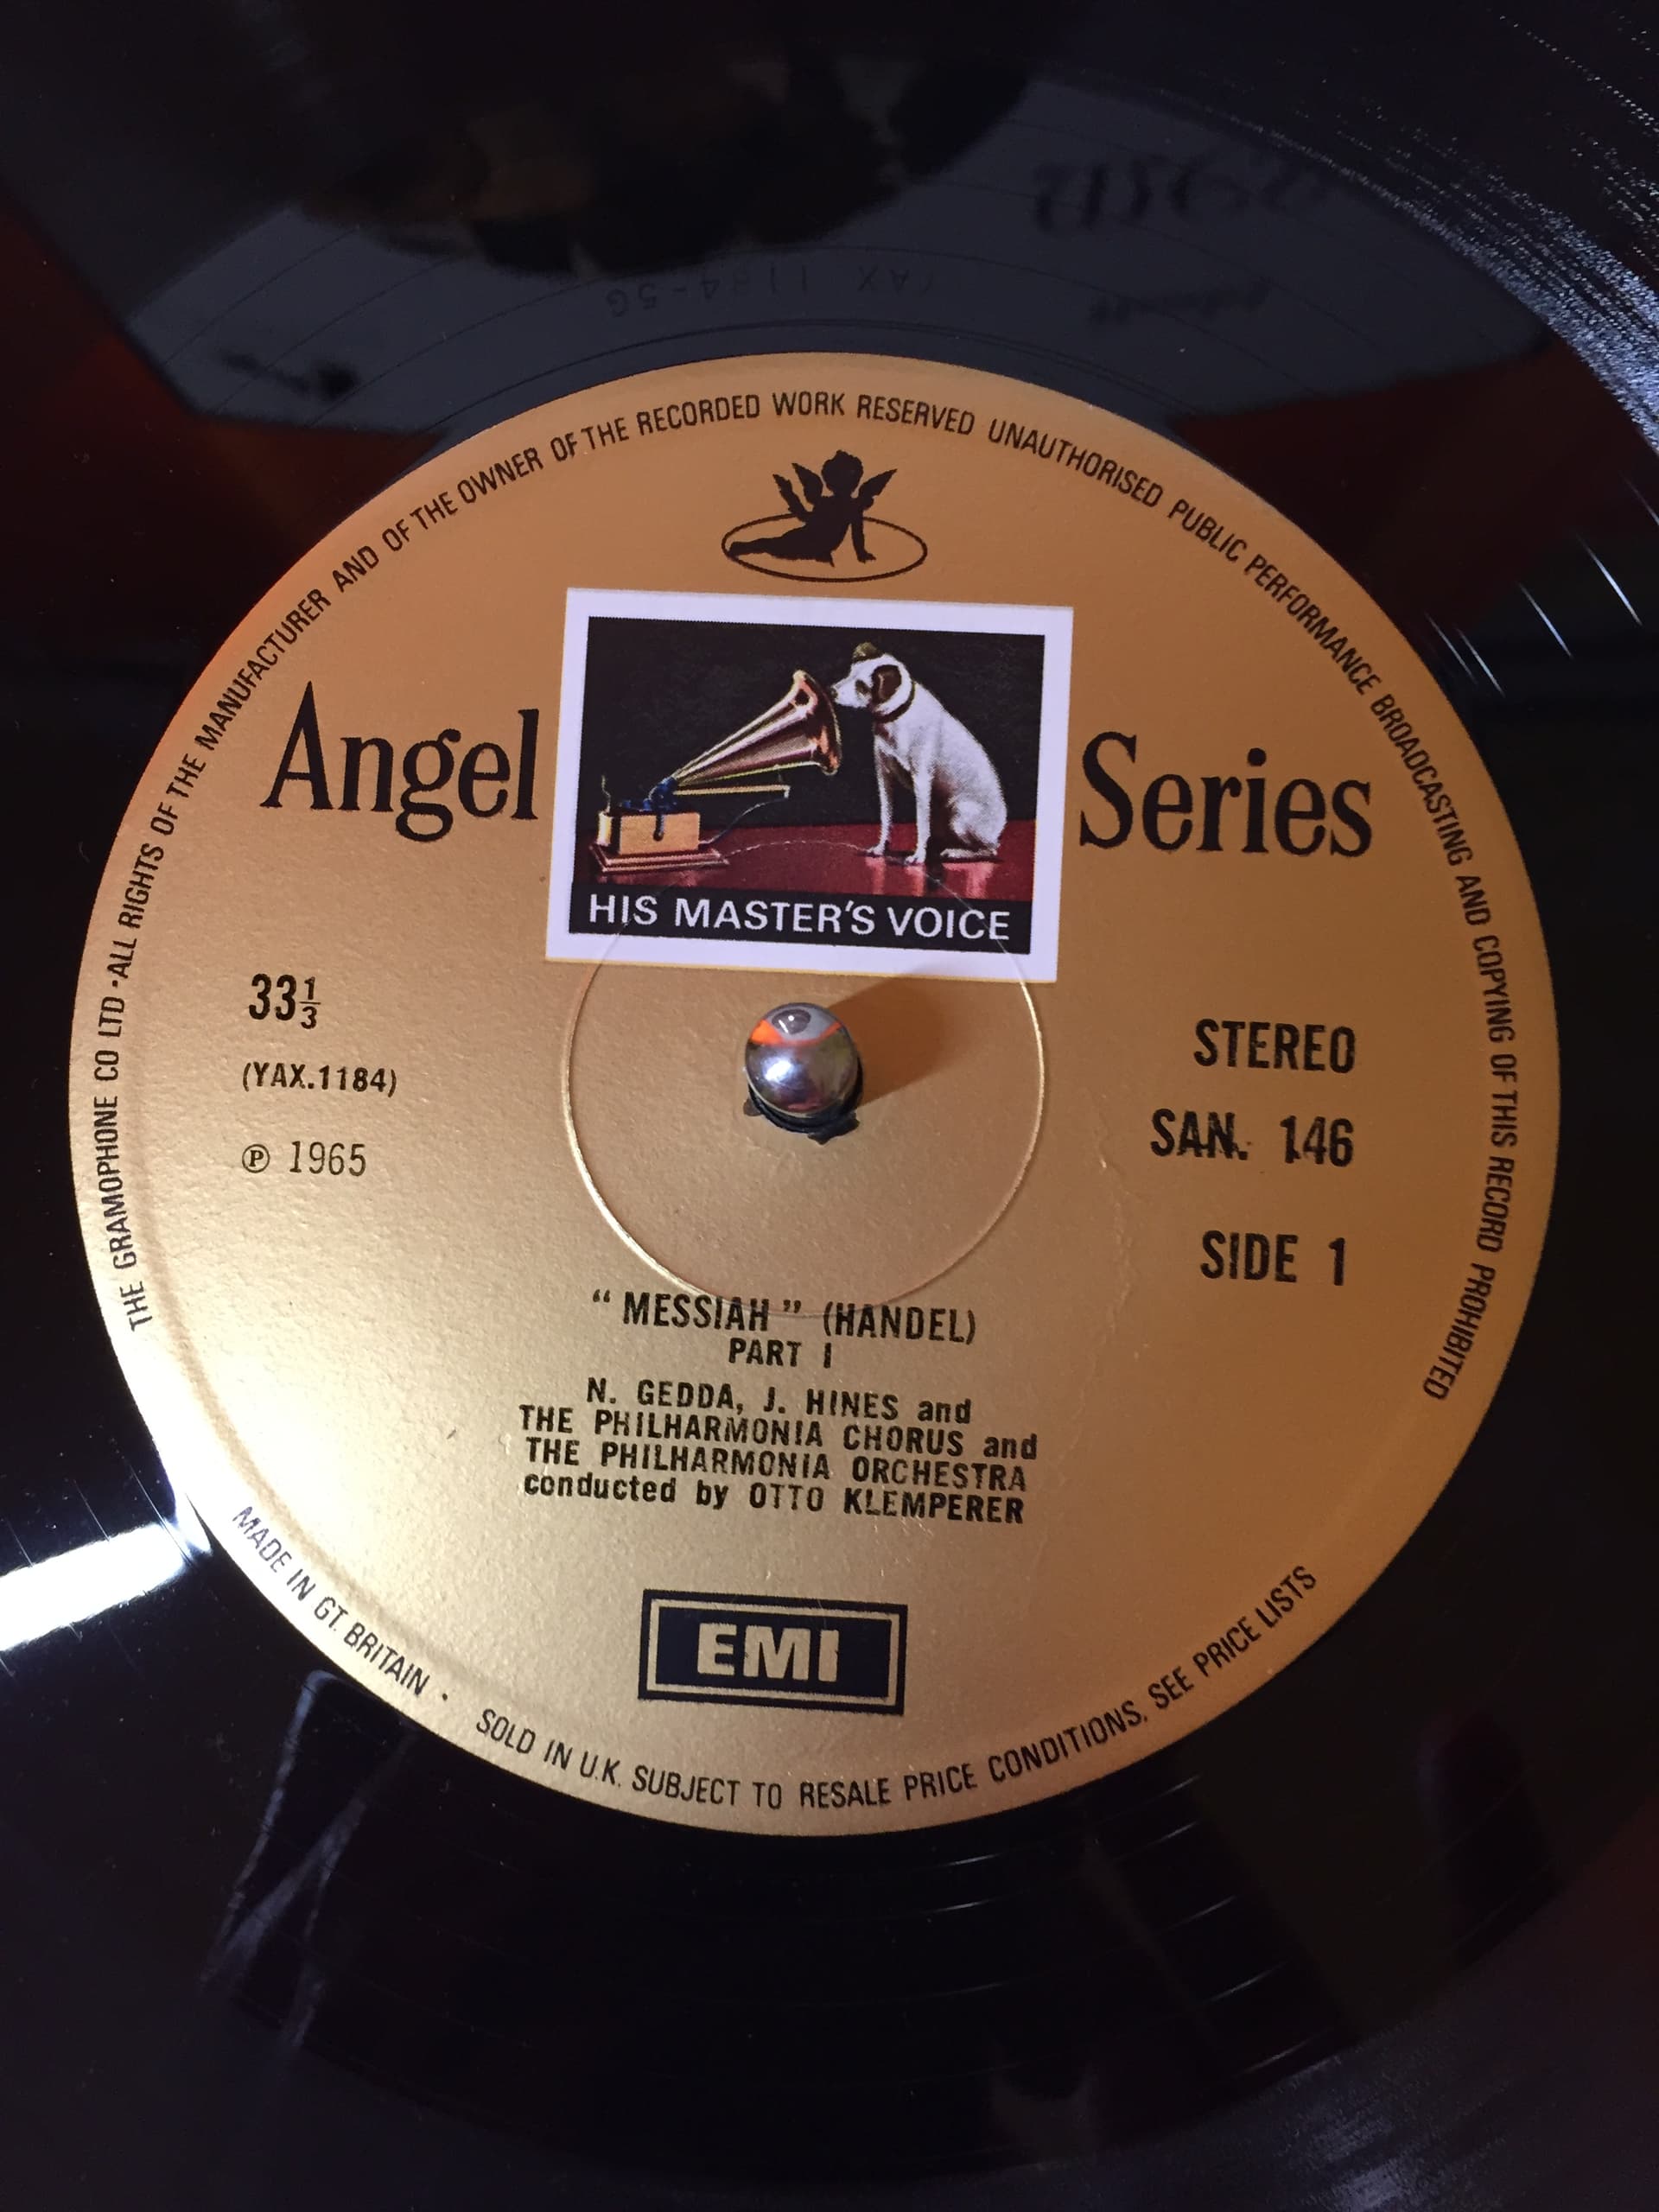 THE GRAMOPHONE CO LTD · ALL RIGHTS OF THE MANUFACTURER AND OF THE OWNER OF THE RECORDED WORK RESERVED UNAUTHORISED PUBLIC PERFORMANCE BROADCASTING AND COPYING OF THIS RECORD PROHIBITED
Angel Series
HIS MASTER'S VOICE
33⅓
(YAX.1184)
℗ 1965
STEREO
SAN. 146
SIDE 1
“ MESSIAH ” (HANDEL)
PART I
N. GEDDA, J. HINES and
THE PHILHARMONIA CHORUS and
THE PHILHARMONIA ORCHESTRA
conducted by OTTO KLEMPERER
EMI
MADE IN GT. BRITAIN · SOLD IN U.K. SUBJECT TO RESALE PRICE CONDITIONS, SEE PRICE LISTS
YAX 1184-5G